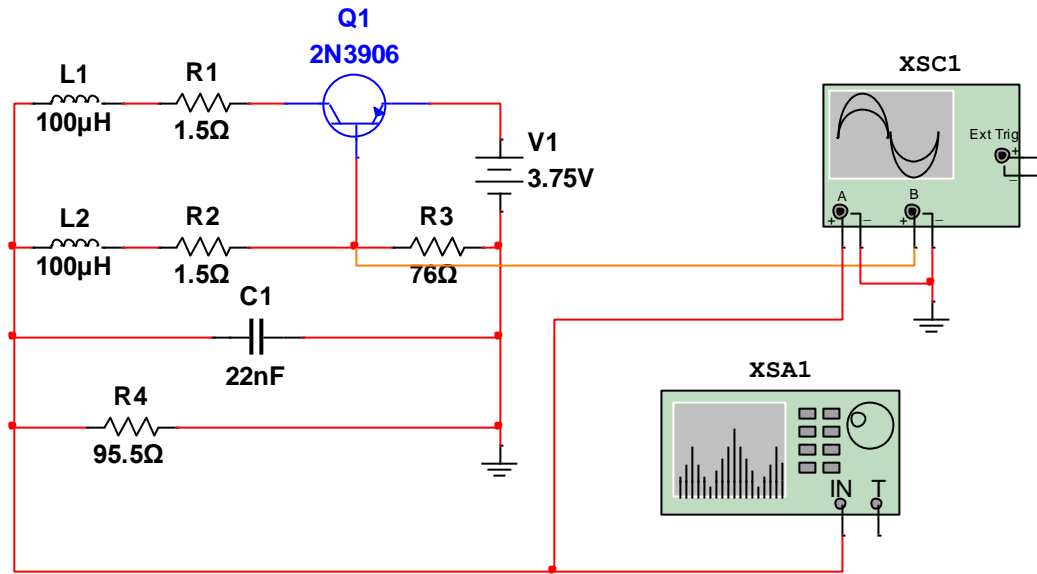 Q1
2N3906
L1
100µH
R1
1.5Ω
V1
3.75V
L2
100µH
R2
1.5Ω
R3
76Ω
C1
22nF
R4
95.5Ω
XSC1
Ext Trig
+
–
A
B
+
–
+
–
XSA1
IN
T